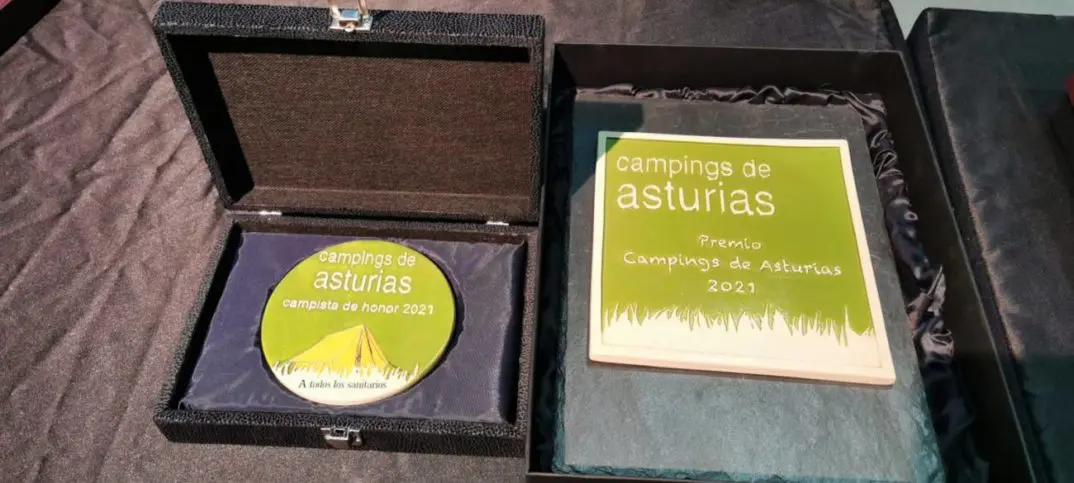 campings de
asturias
campista de honor 2021
A todos los sanitarios
campings de
asturias
Premio
Campings de Asturias
2021